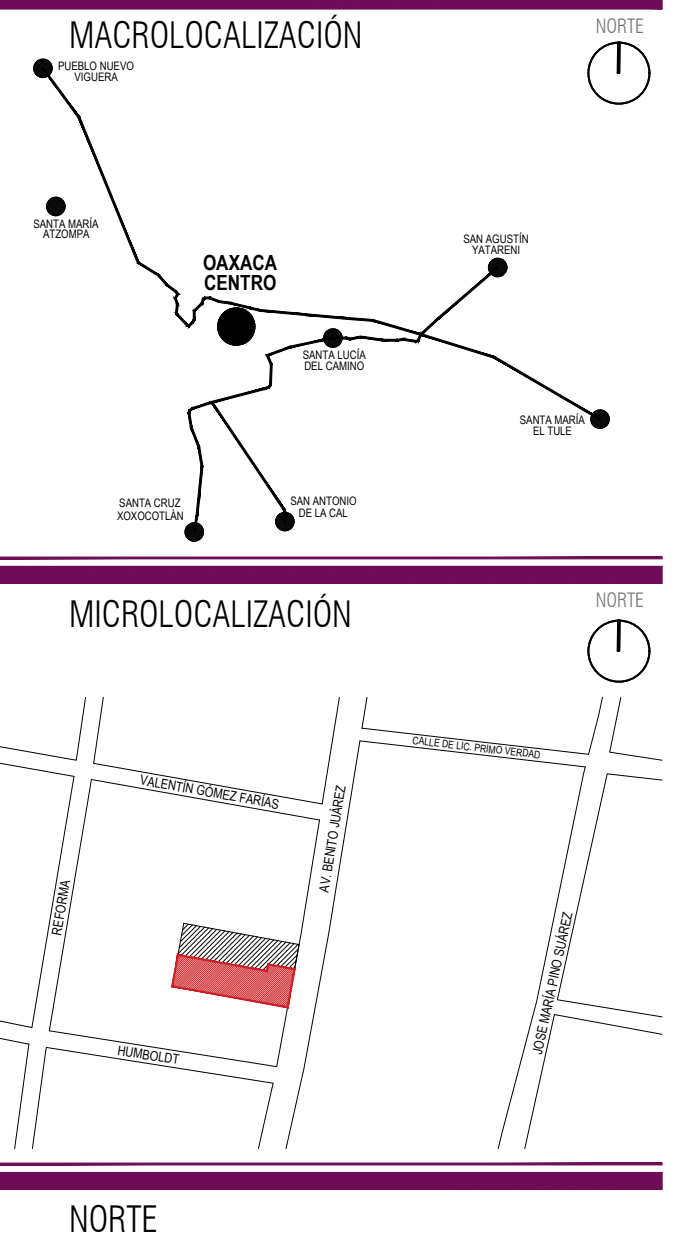 MACROLOCALIZACIÓN
NORTE
PUEBLO NUEVO
VIGUERA
SANTA MARÍA
ATZOMPA
SAN AGUSTÍN
YATARENI
OAXACA
CENTRO
SANTA LUCÍA
DEL CAMINO
SANTA MARÍA
EL TULE
SANTA CRUZ
XOXOCOTLÁN
SAN ANTONIO
DE LA CAL
MICROLOCALIZACIÓN
NORTE
CALLE DE LIC. PRIMO VERDAD
VALENTÍN GÓMEZ FARÍAS
AV. BENITO JUÁREZ
REFORMA
JOSE MARÍA PINO SUÁREZ
HUMBOLDT
NORTE